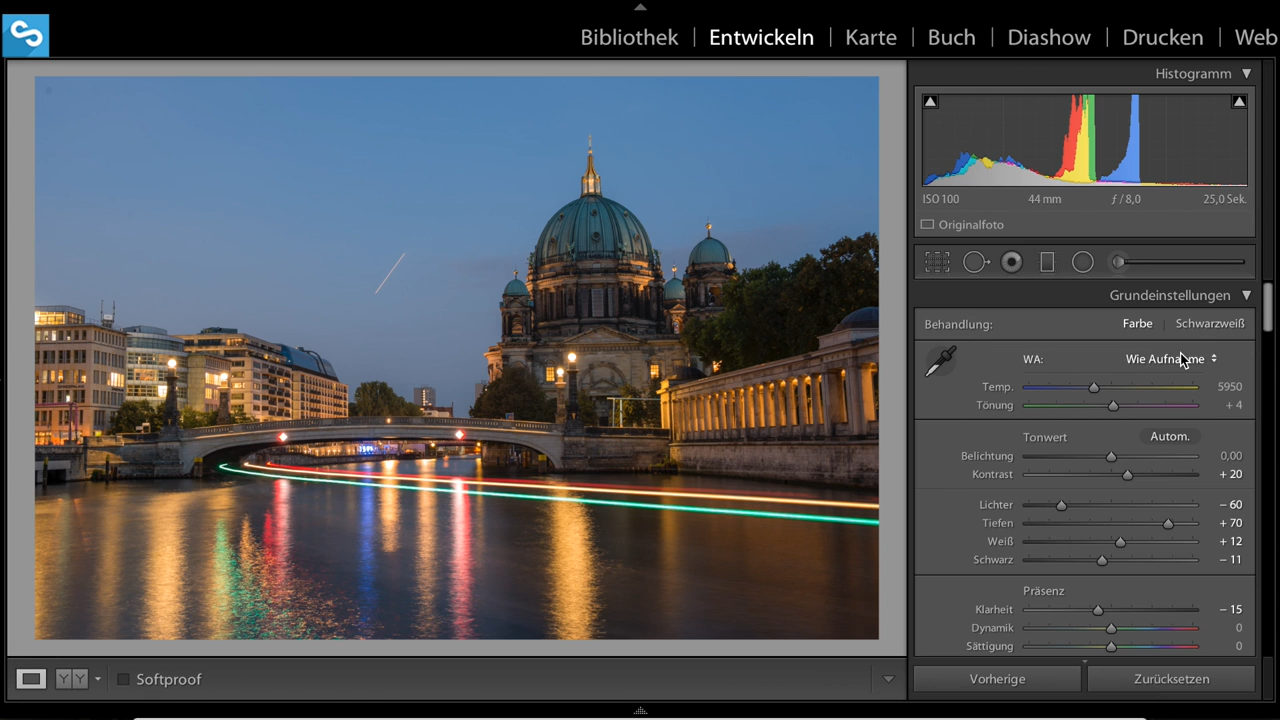 Bibliothek | Entwickeln | Karte | Buch | Diashow | Drucken | Web
Histogramm
ISO 100 44 mm ƒ / 8,0 25,0 Sek.
Originalfoto
Grundeinstellungen
Behandlung: Farbe | Schwarzweiß
WA: Wie Aufnahme
Temp. 5950
Tönung + 4
Tonwert Autom.
Belichtung 0,00
Kontrast + 20
Lichter − 60
Tiefen + 70
Weiß + 12
Schwarz − 11
Präsenz
Klarheit − 15
Dynamik 0
Sättigung 0
YY Softproof Vorherige Zurücksetzen